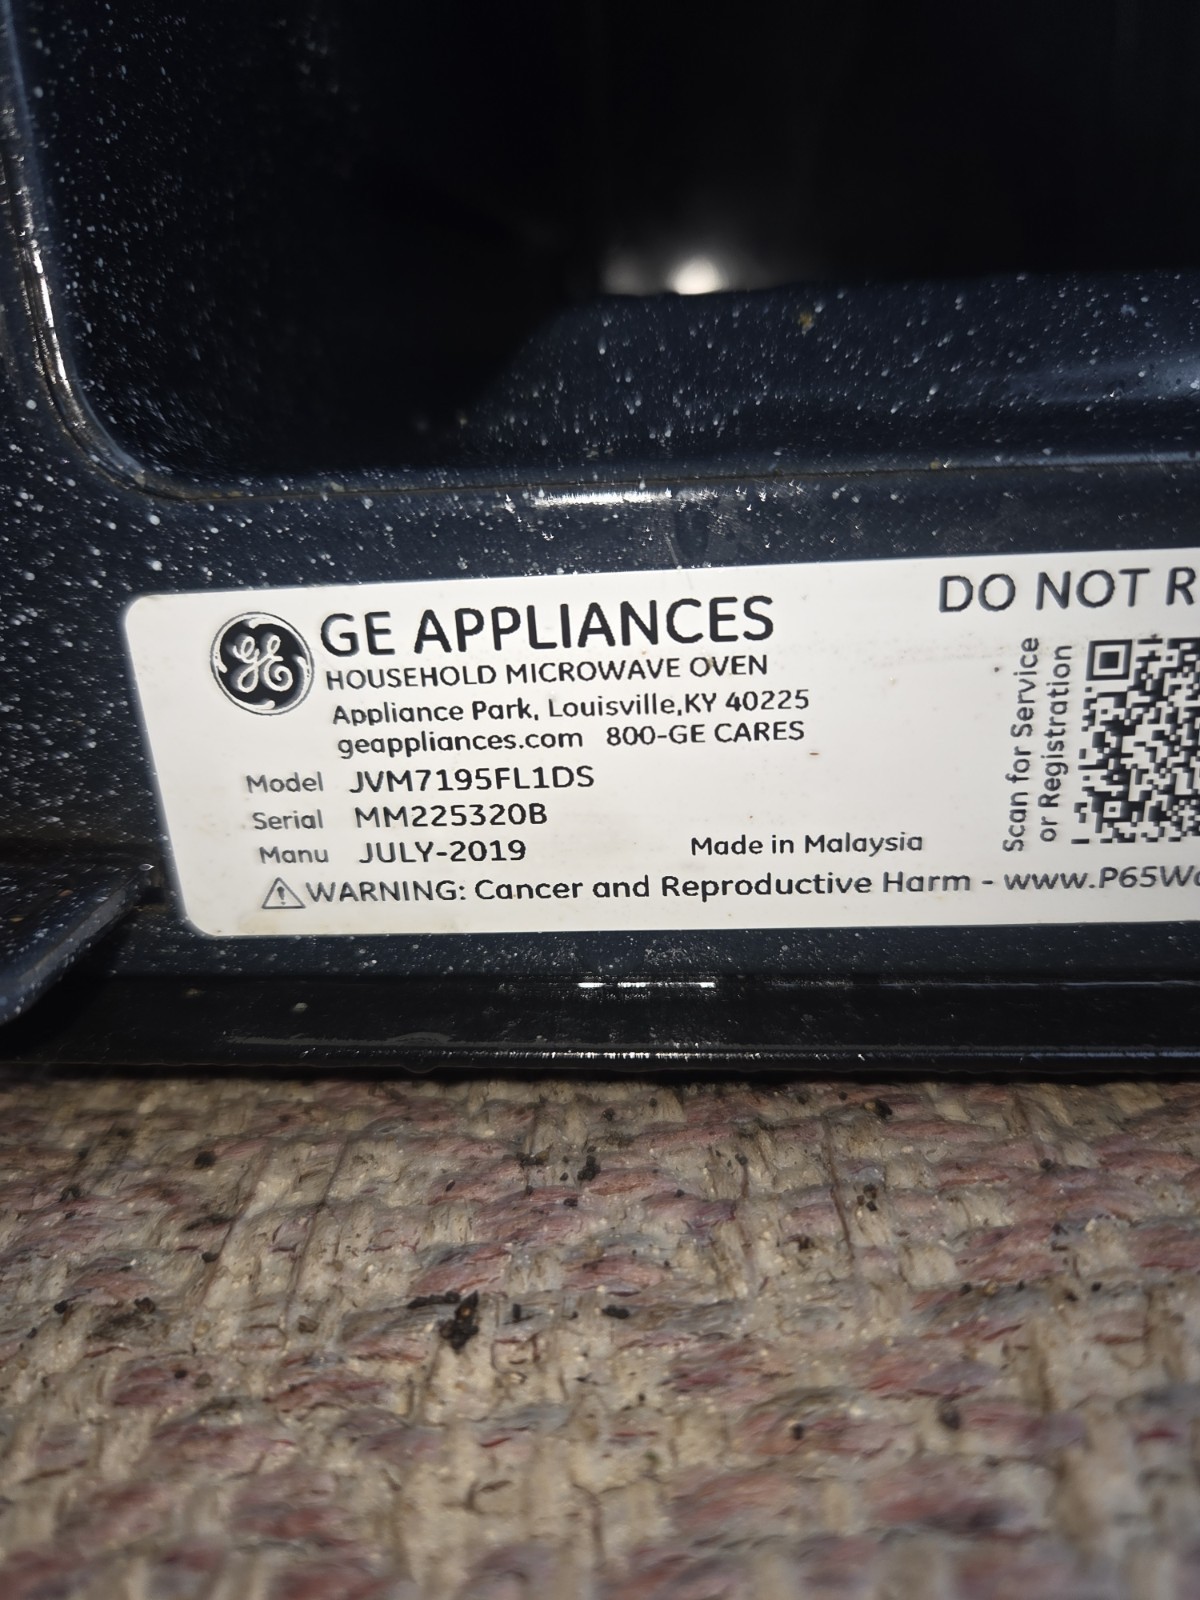 GE APPLIANCES
HOUSEHOLD MICROWAVE OVEN
Appliance Park, Louisville,KY 40225
geappliances.com 800-GE CARES
Model JVM7195FL1DS
Serial MM225320B
Manu JULY-2019
Made in Malaysia
WARNING: Cancer and Reproductive Harm - www.P65W
DO NOT R
Scan for Service
or Registration